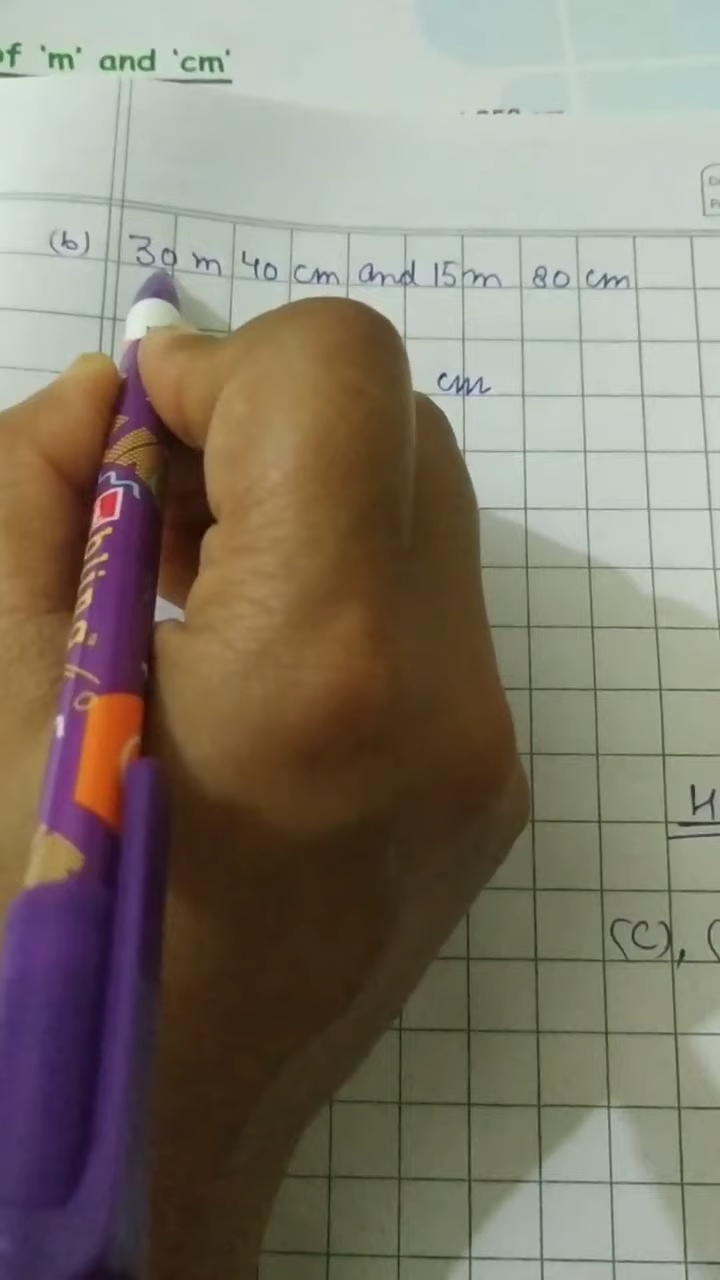 of 'm' and 'cm'
(b) 30 m 40 cm and 15 m 80 cm
cm
H
(C), (